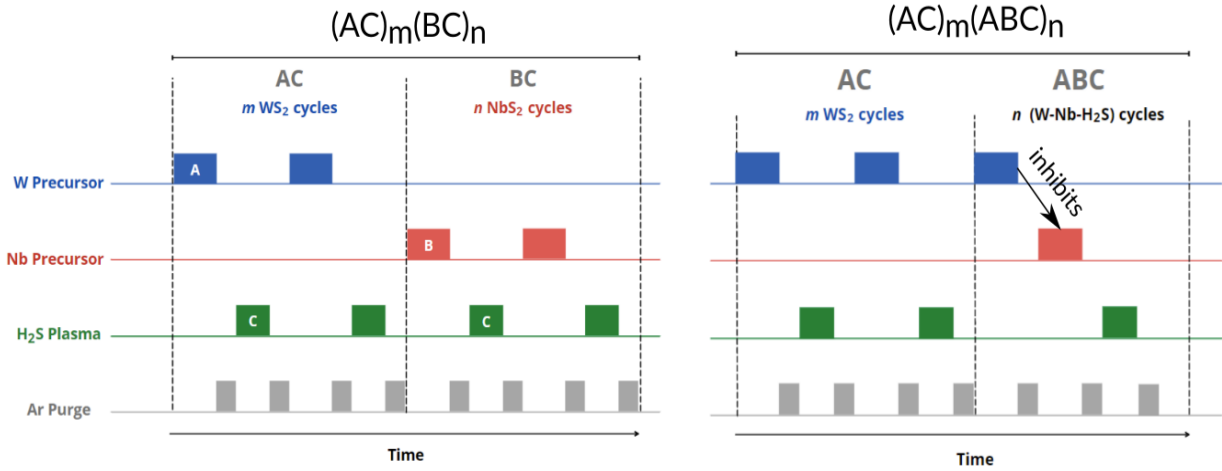 (AC)m(BC)n
AC
BC
m WS₂ cycles
n NbS₂ cycles
W Precursor
A
Nb Precursor
B
H₂S Plasma
C
C
Ar Purge
Time
(AC)m(ABC)n
AC
ABC
m WS₂ cycles
n (W-Nb-H₂S) cycles
inhibits
Time